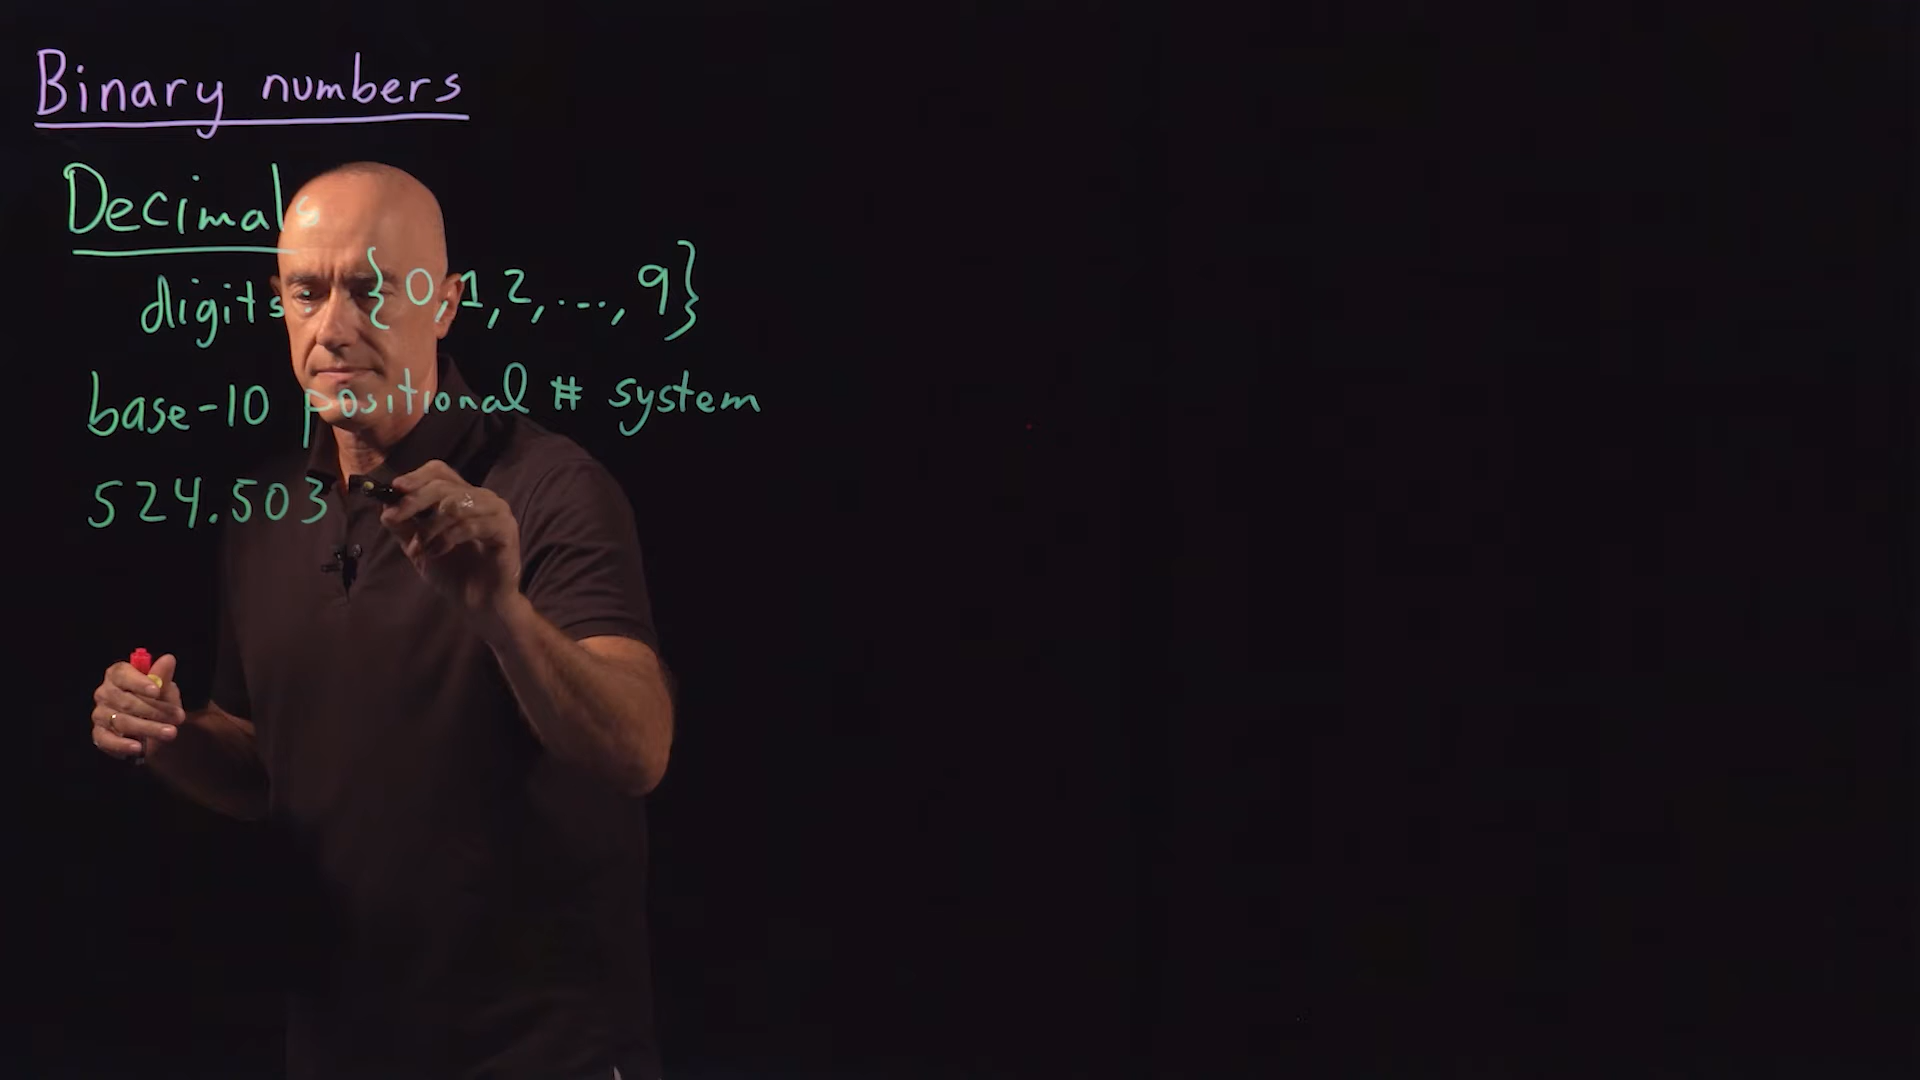 Binary numbers
Decimals
digits: {0,1,2,...,9}
base-10 positional # system
524.503